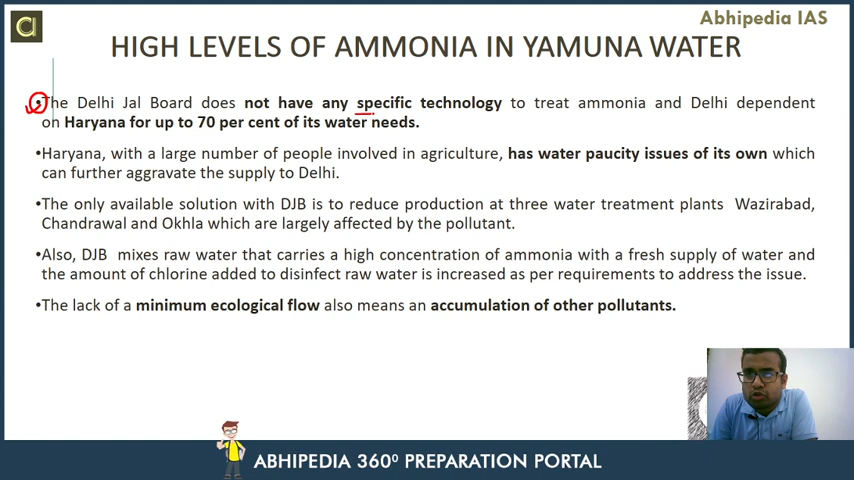 Abhipedia IAS
HIGH LEVELS OF AMMONIA IN YAMUNA WATER
•The Delhi Jal Board does not have any specific technology to treat ammonia and Delhi dependent
on Haryana for up to 70 per cent of its water needs.
•Haryana, with a large number of people involved in agriculture, has water paucity issues of its own which
can further aggravate the supply to Delhi.
•The only available solution with DJB is to reduce production at three water treatment plants Wazirabad,
Chandrawal and Okhla which are largely affected by the pollutant.
•Also, DJB mixes raw water that carries a high concentration of ammonia with a fresh supply of water and
the amount of chlorine added to disinfect raw water is increased as per requirements to address the issue.
•The lack of a minimum ecological flow also means an accumulation of other pollutants.
ABHIPEDIA 360⁰ PREPARATION PORTAL